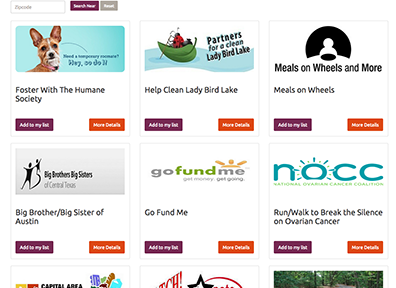 Zipcode
Search Near
Reset
Need a temporary roommate?
Hey, so do I!
Partners
for a clean
Lady Bird Lake
Meals on Wheels and More
Foster With The Humane
Society
Help Clean Lady Bird Lake
Meals on Wheels
Add to my list
More Details
Add to my list
More Details
Add to my list
More Details
Big Brothers Big Sisters
of Central Texas
gofundme
get money. get going.
nocc
NATIONAL OVARIAN CANCER COALITION
Big Brother/Big Sister of
Austin
Go Fund Me
Run/Walk to Break the Silence
on Ovarian Cancer
Add to my list
More Details
Add to my list
More Details
Add to my list
More Details
CAPITAL AREA